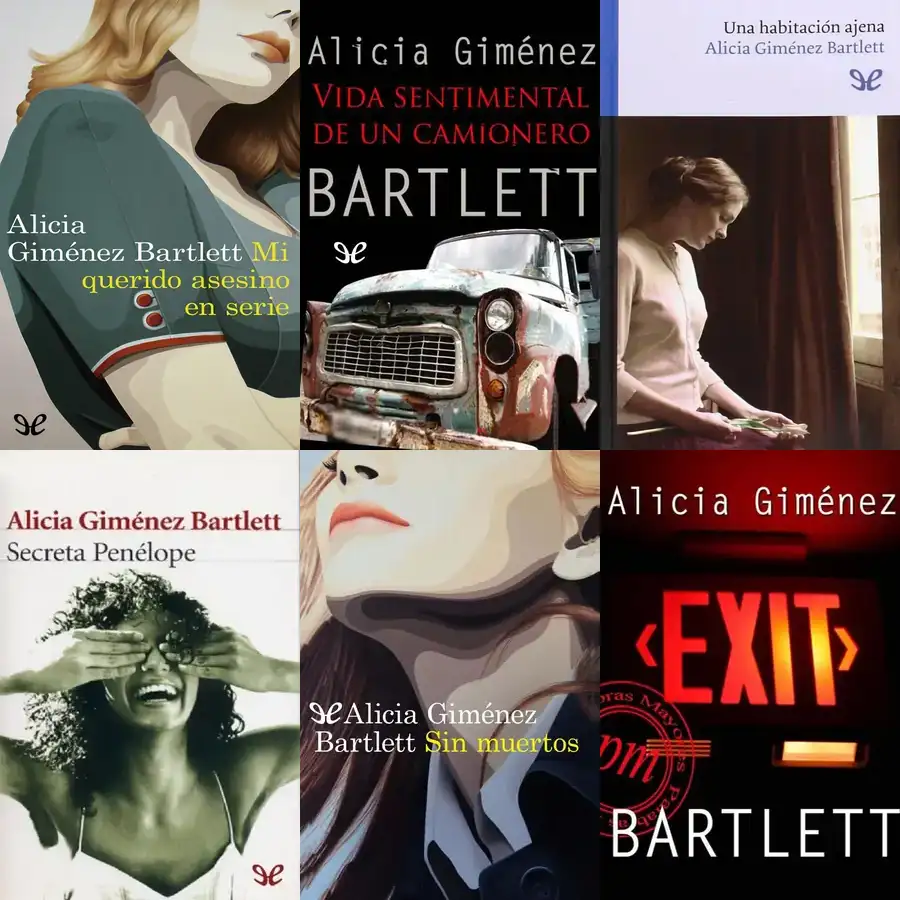 Alicia
Giménez Bartlett Mi
querido asesino
en serie
Alicia Giménez
VIDA SENTIMENTAL
DE UN CAMIONERO
BARTLETT
Una habitación ajena
Alicia Giménez Bartlett
Alicia Giménez Bartlett
Secreta Penélope
Alicia Giménez
Bartlett Sin muertos
Alicia Giménez
EXIT
pm
BARTLETT